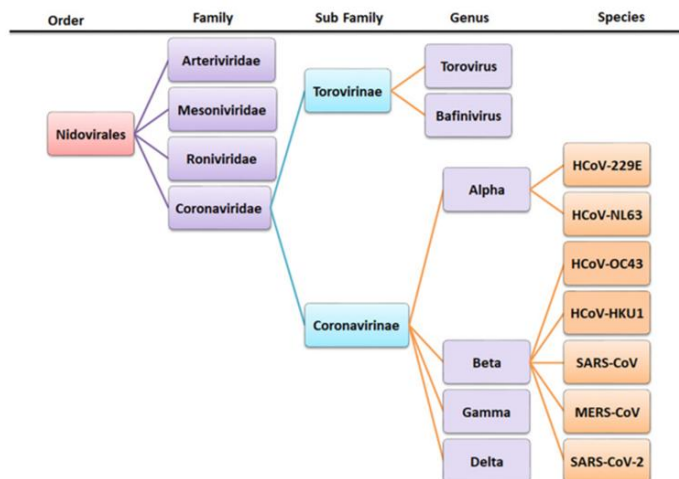 Order Family Sub Family Genus Species
Arteriviridae
Mesoniviridae
Nidovirales
Roniviridae
Coronaviridae
Torovirinae
Coronavirinae
Torovirus
Bafinivirus
Alpha
Beta
Gamma
Delta
HCoV-229E
HCoV-NL63
HCoV-OC43
HCoV-HKU1
SARS-CoV
MERS-CoV
SARS-CoV-2